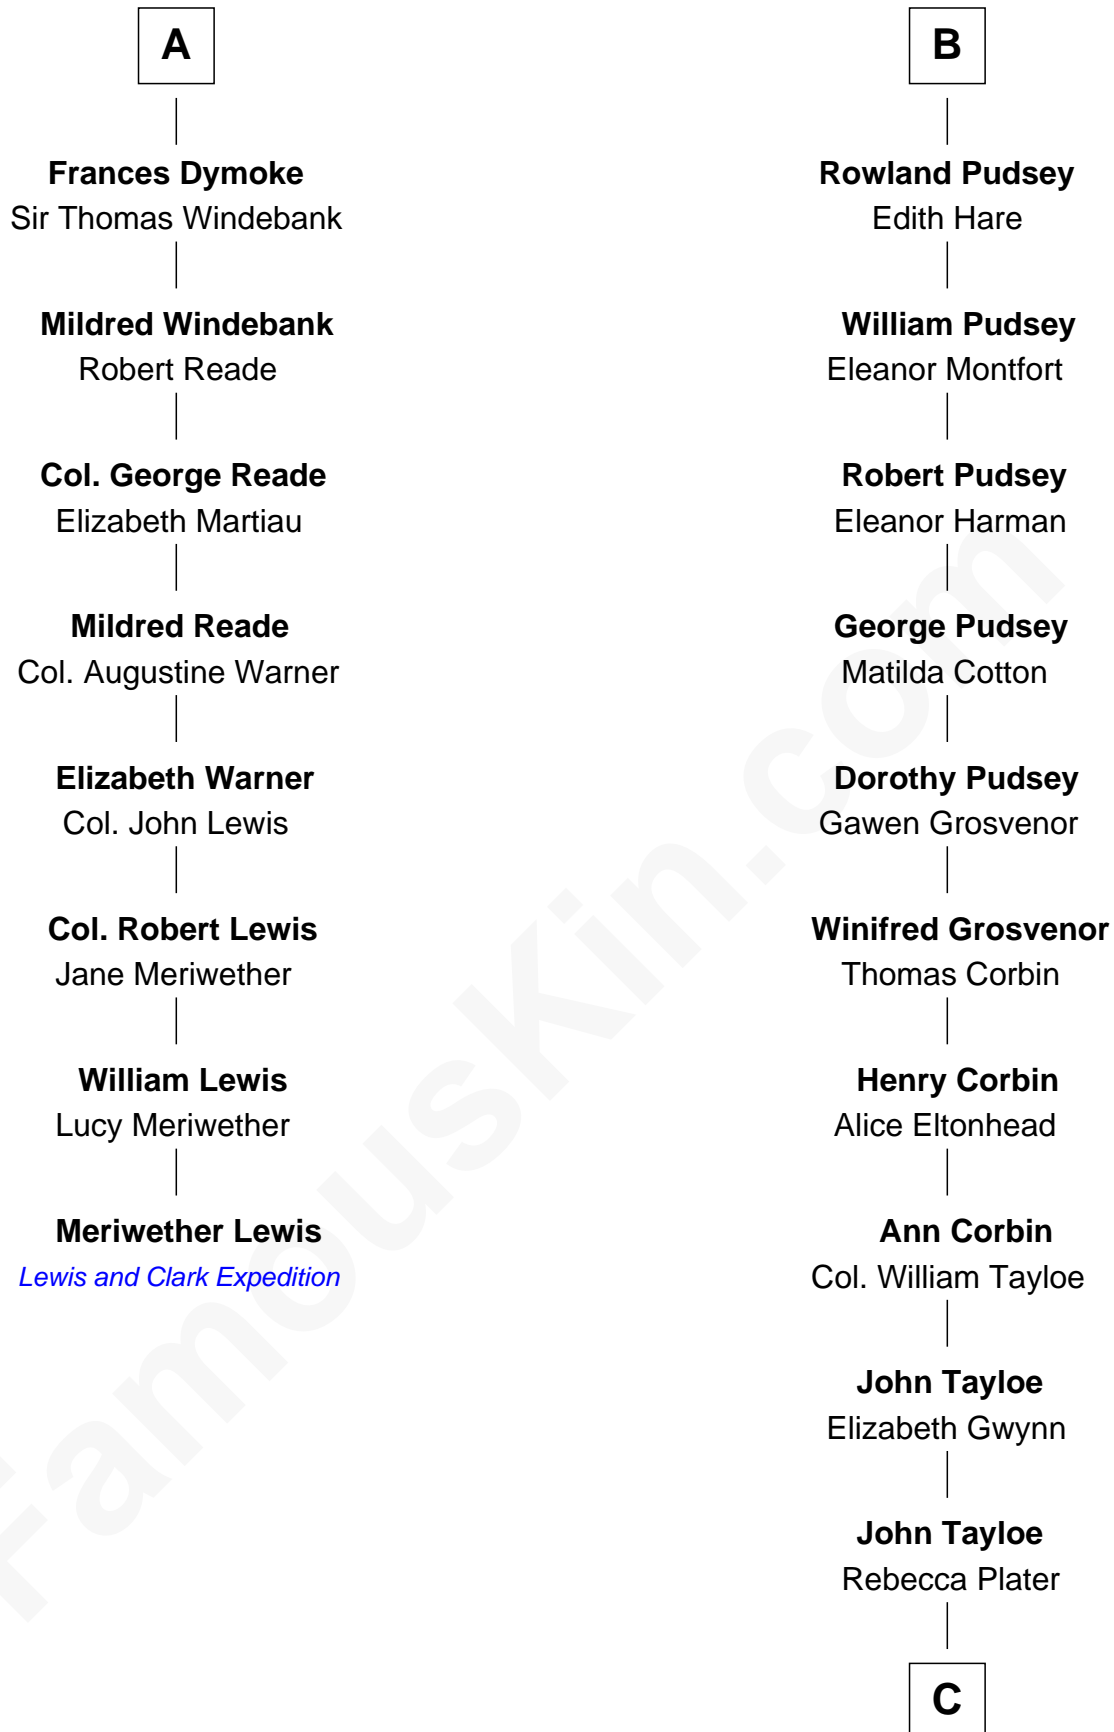 A
Frances Dymoke
Sir Thomas Windebank
Mildred Windebank
Robert Reade
Col. George Reade
Elizabeth Martiau
Mildred Reade
Col. Augustine Warner
Elizabeth Warner
Col. John Lewis
Col. Robert Lewis
Jane Meriwether
William Lewis
Lucy Meriwether
Meriwether Lewis
Lewis and Clark Expedition
B
Rowland Pudsey
Edith Hare
William Pudsey
Eleanor Montfort
Robert Pudsey
Eleanor Harman
George Pudsey
Matilda Cotton
Dorothy Pudsey
Gawen Grosvenor
Winifred Grosvenor
Thomas Corbin
Henry Corbin
Alice Eltonhead
Ann Corbin
Col. William Tayloe
John Tayloe
Elizabeth Gwynn
John Tayloe
Rebecca Plater
C
FamousKin.com